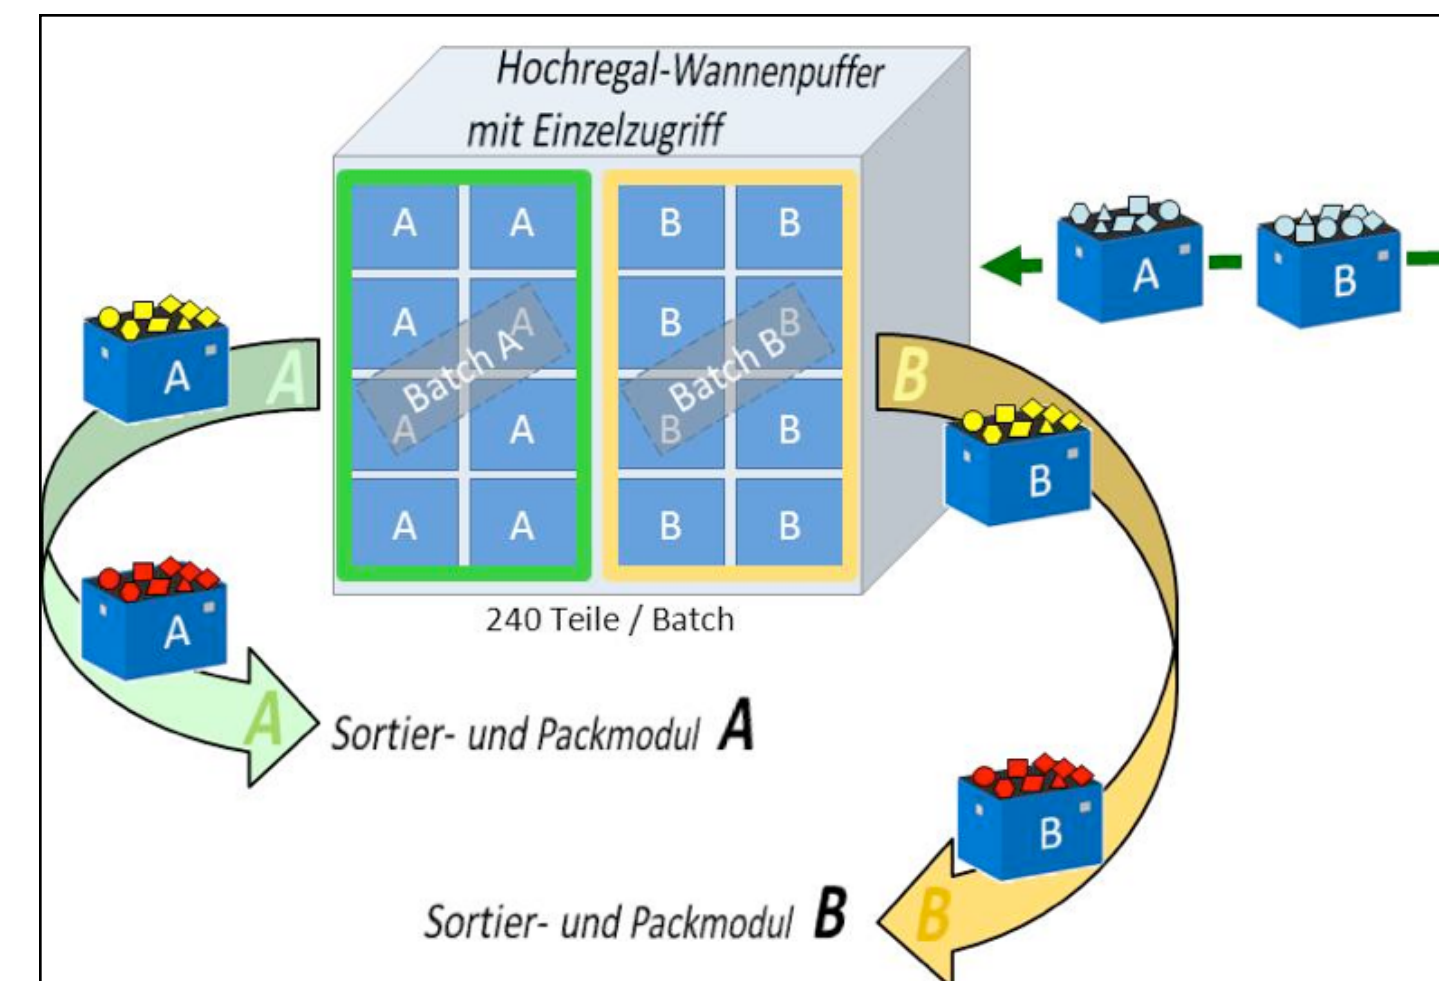 Hochregal-Wannenpuffer
mit Einzelzugriff
A A B B
A A B B
Batch A Batch B
A A B B
A A B B
240 Teile / Batch
A B
A B
A
A
A
A
Sortier- und Packmodul A
B
B
B
B
Sortier- und Packmodul B